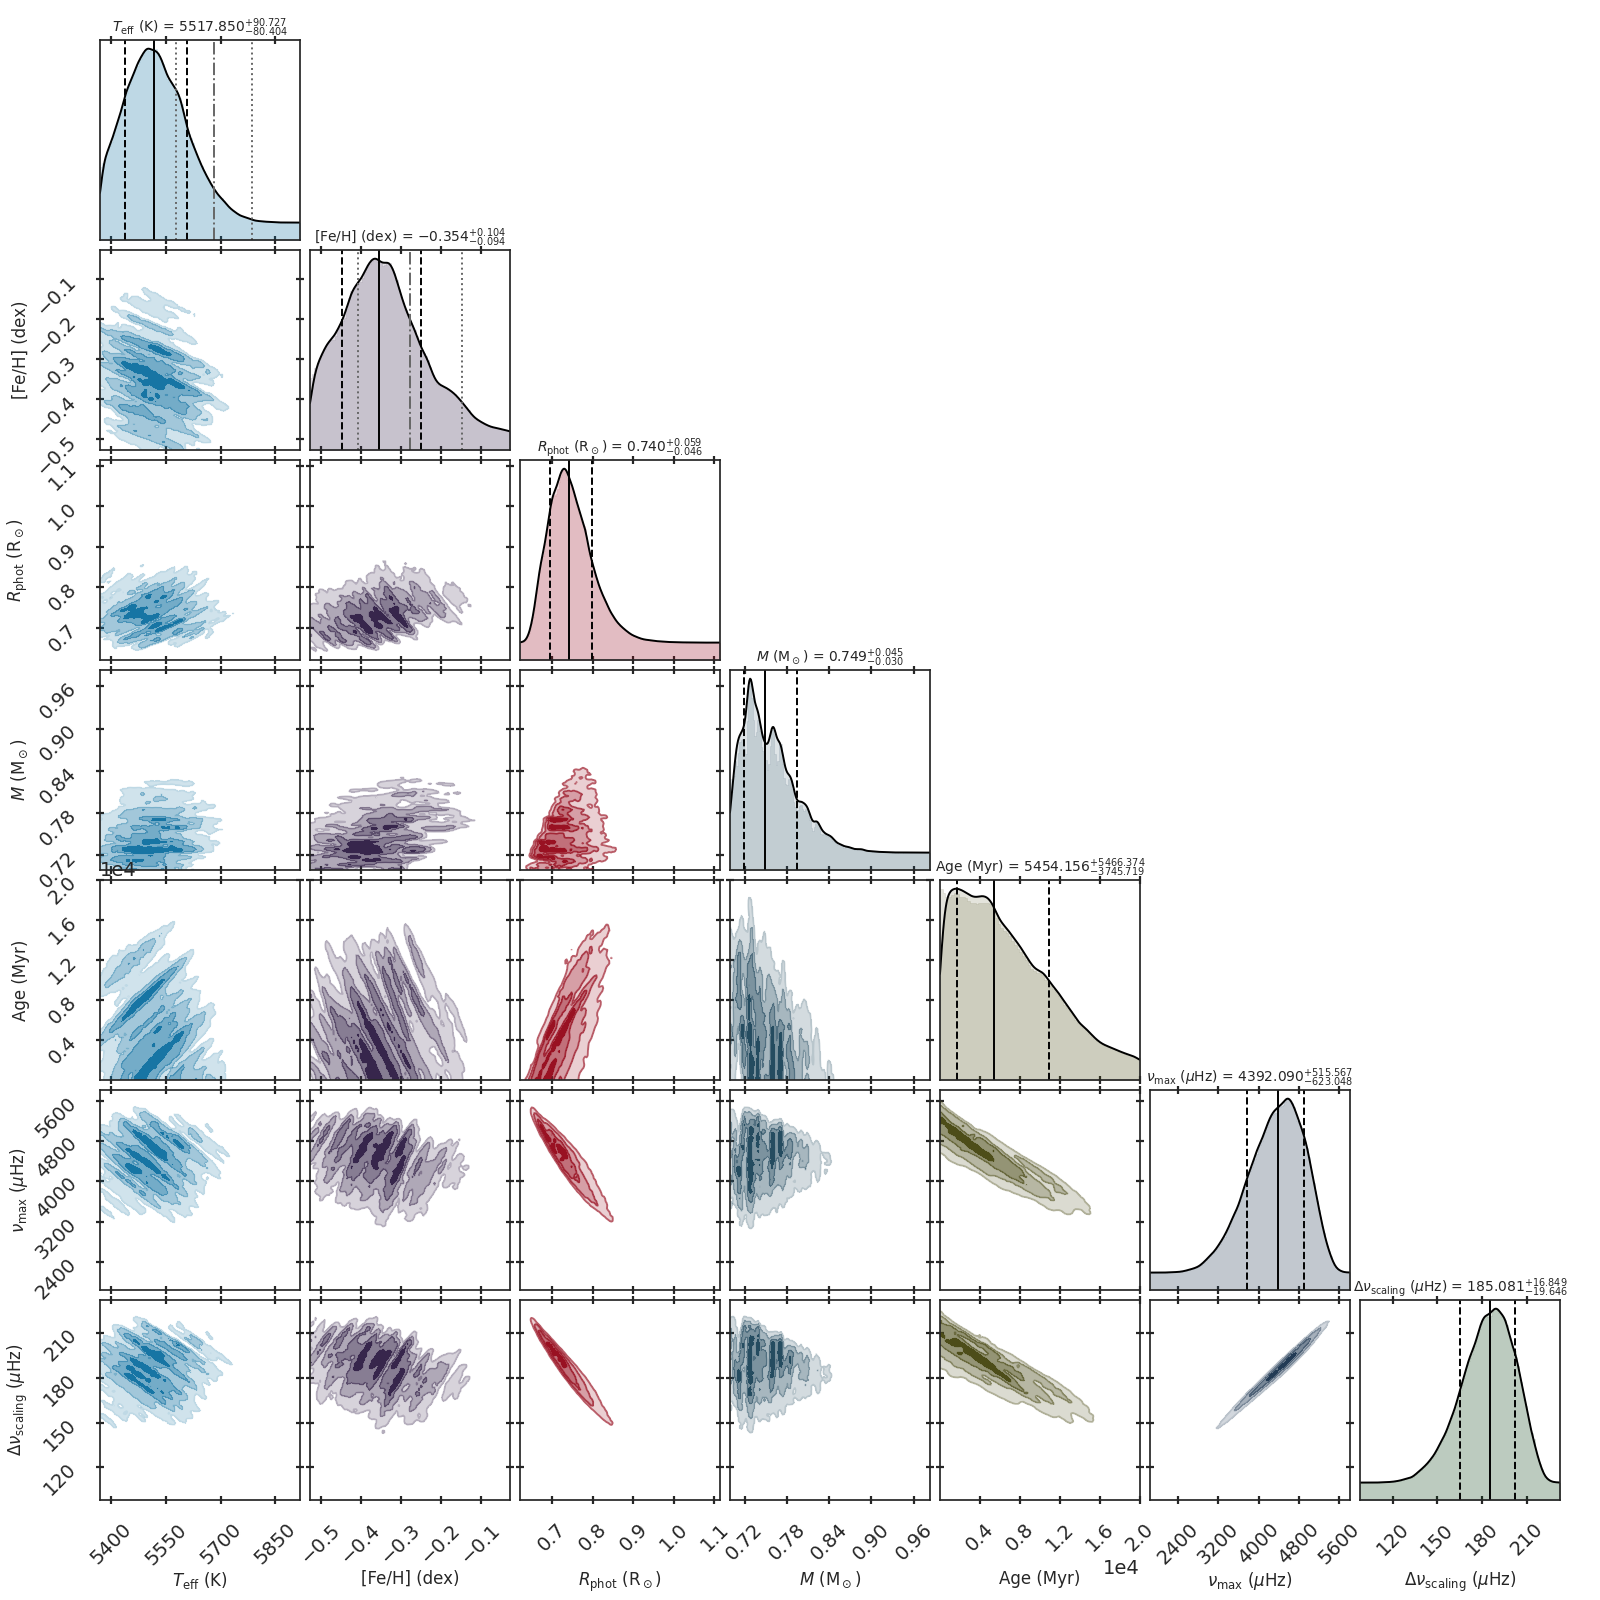 T_eff (K) = 5517.850 +90.727 −80.404
[Fe/H] (dex) = −0.354 +0.104 −0.094
[Fe/H] (dex)
−0.1
−0.2
−0.3
−0.4
−0.5
R_phot (R⊙) = 0.740 +0.059 −0.046
R_phot (R⊙)
1.1
1.0
0.9
0.8
0.7
M (M⊙) = 0.749 +0.045 −0.030
M (M⊙)
0.96
0.90
0.84
0.78
0.72
1e4
Age (Myr) = 5454.156 +5466.374 −3745.719
Age (Myr)
2.0
1.6
1.2
0.8
0.4
ν_max (μHz) = 4392.090 +515.567 −623.048
ν_max (μHz)
5600
4800
4000
3200
2400
Δν_scaling (μHz) = 185.081 +16.849 −19.646
Δν_scaling (μHz)
210
180
150
120
5400 5550 5700 5850 −0.5 −0.4 −0.3 −0.2 −0.1 0.7 0.8 0.9 1.0 1.1 0.72 0.78 0.84 0.90 0.96 0.4 0.8 1.2 1.6 2.0 2400 3200 4000 4800 5600 120 150 180 210
1e4
T_eff (K) [Fe/H] (dex) R_phot (R⊙) M (M⊙) Age (Myr) ν_max (μHz) Δν_scaling (μHz)